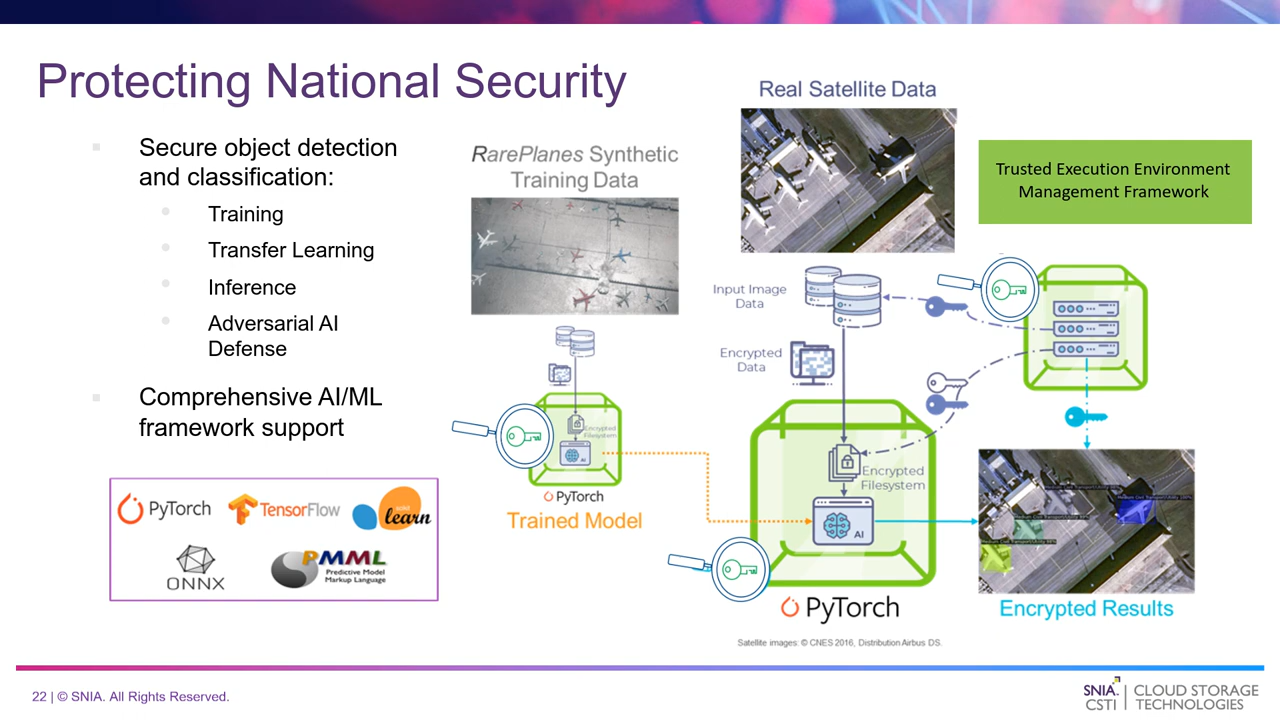 Protecting National Security
Secure object detection
and classification:
Training
Transfer Learning
Inference
Adversarial AI
Defense
Comprehensive AI/ML
framework support
PyTorch
TensorFlow
scikit
learn
ONNX
PMML
Predictive Model
Markup Language
RarePlanes Synthetic
Training Data
Encrypted
Filesystem
AI
PyTorch
Trained Model
Real Satellite Data
Input Image
Data
Encrypted
Data
Encrypted
Filesystem
AI
PyTorch
Trusted Execution Environment
Management Framework
Encrypted Results
Satellite images: © CNES 2016, Distribution Airbus DS.
22 | © SNIA. All Rights Reserved.
SNIA.
CSTI
CLOUD STORAGE
TECHNOLOGIES